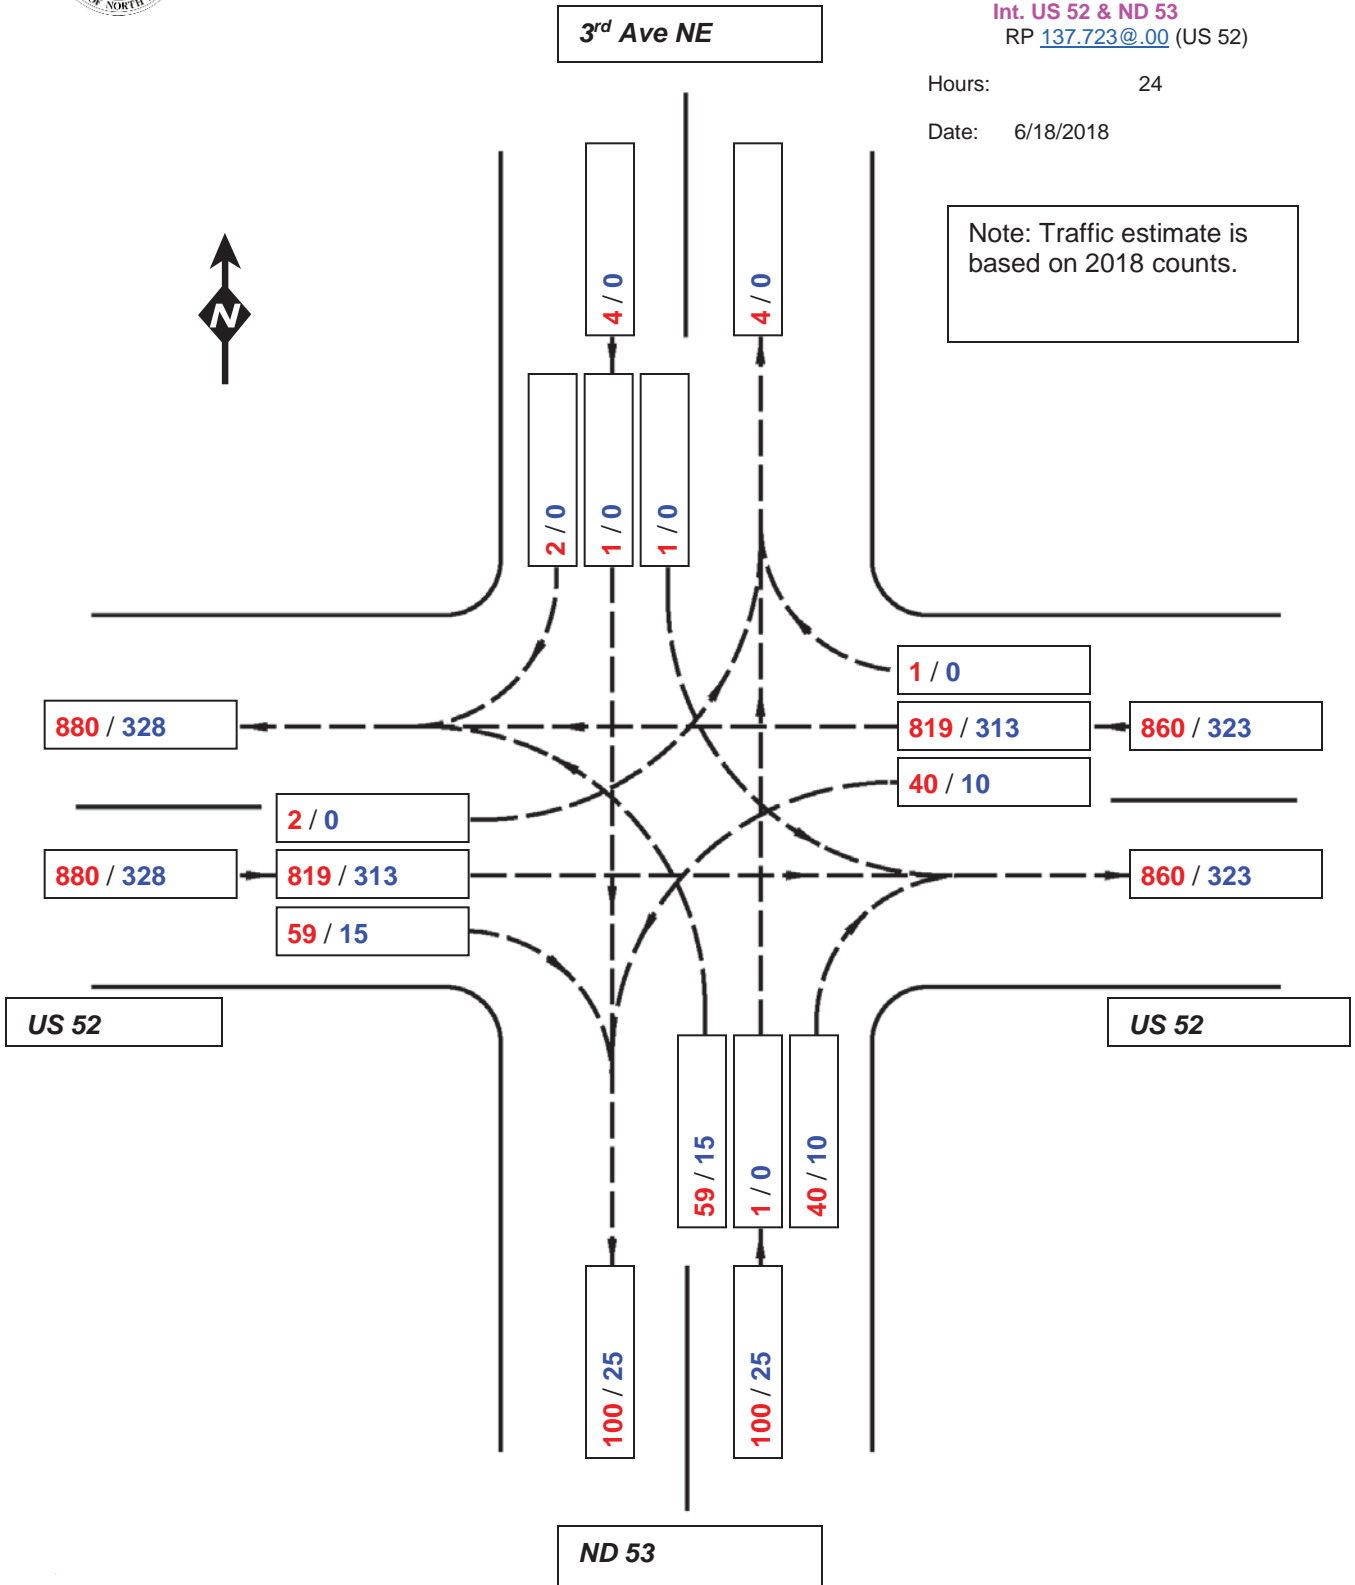 OF NORTH
3rd Ave NE
Int. US 52 & ND 53
RP 137.723@.00 (US 52)
Hours: 24
Date: 6/18/2018
Note: Traffic estimate is
based on 2018 counts.
N
4 / 0
4 / 0
2 / 0
1 / 0
1 / 0
1 / 0
880 / 328
819 / 313
860 / 323
40 / 10
2 / 0
880 / 328
819 / 313
860 / 323
59 / 15
US 52
US 52
59 / 15
1 / 0
40 / 10
100 / 25
100 / 25
ND 53